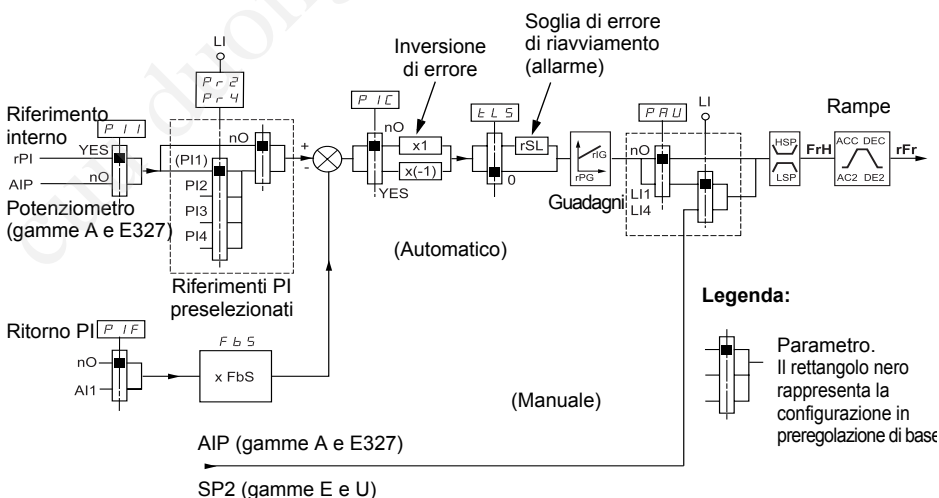 Soglia di errore
di riavviamento
(allarme)
Inversione
di errore
LI
Pr2
Pr4
Riferimento
interno
PII
YES
nO
rPI
AIP
Potenziometro
(gamme A e E327)
nO
(PI1)
PI2
PI3
PI4
Riferimenti PI
preselezionati
+
-
PIC
nO
YES
x1
x(-1)
tLS
0
rSL
rIG
rPG
Guadagni
PAU
LI
nO
LI1
LI4
HSP
LSP
FrH
Rampe
ACC DEC
AC2 DE2
rFr
(Automatico)
Ritorno PI
PIF
nO
AI1
FbS
x FbS
(Manuale)
AIP (gamme A e E327)
SP2 (gamme E e U)
Legenda:
Parametro.
Il rettangolo nero
rappresenta la
configurazione in
preregolazione di base